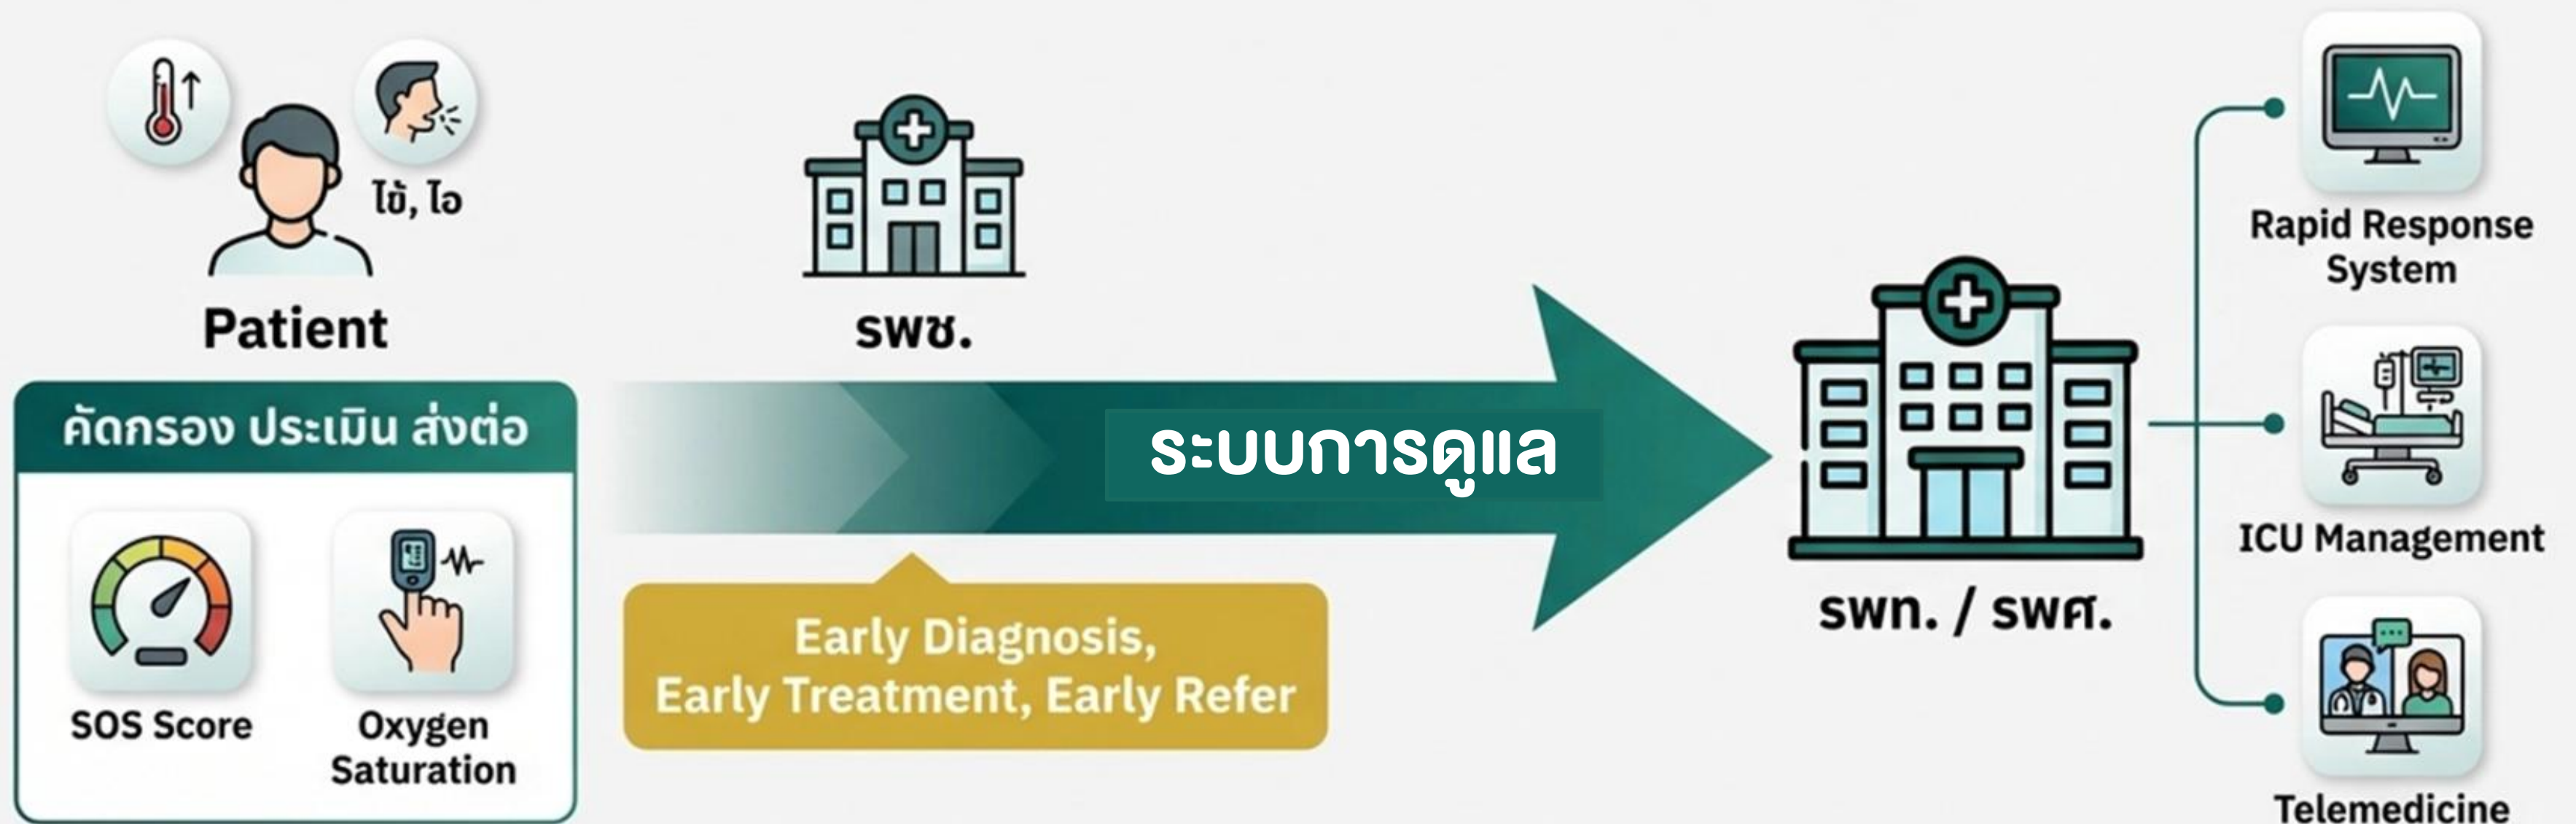 ไข้, ไอ
Patient
คัดกรอง ประเมิน ส่งต่อ
SOS Score
Oxygen
Saturation
รพช.
ระบบการดูแล
Early Diagnosis,
Early Treatment, Early Refer
รพท. / รพศ.
Rapid Response
System
ICU Management
Telemedicine